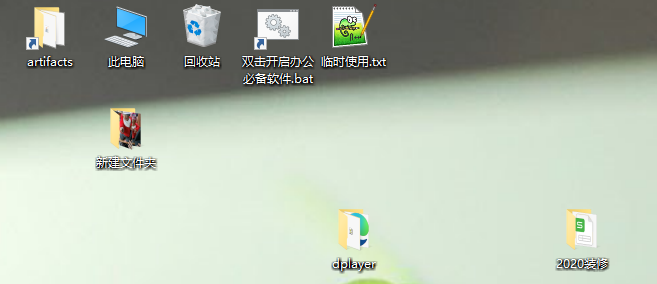 artifacts
此电脑
回收站
双击开启办公
必备软件.bat
临时使用.txt
新建文件夹
dplayer
2020装修